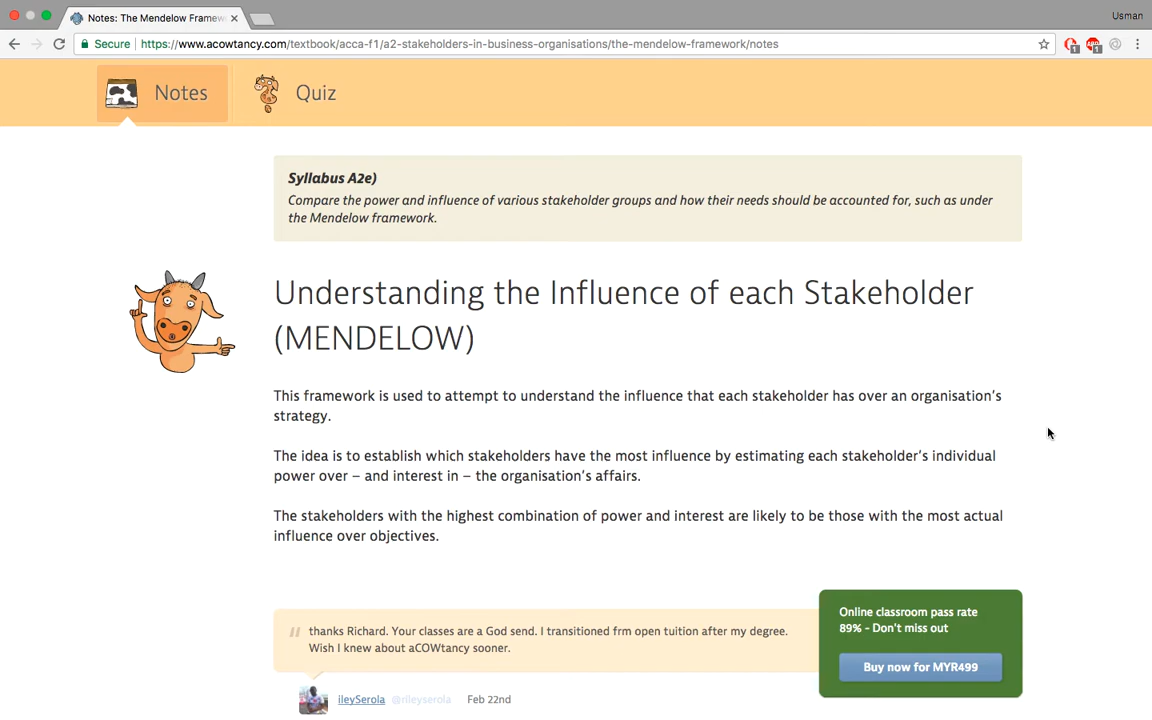 Notes: The Mendelow Framew
Usman
Secure
https://www.acowtancy.com/textbook/acca-f1/a2-stakeholders-in-business-organisations/the-mendelow-framework/notes
1
1
Notes
Quiz
Syllabus A2e)
Compare the power and influence of various stakeholder groups and how their needs should be accounted for, such as under
the Mendelow framework.
Understanding the Influence of each Stakeholder
(MENDELOW)
This framework is used to attempt to understand the influence that each stakeholder has over an organisation's
strategy.
The idea is to establish which stakeholders have the most influence by estimating each stakeholder's individual
power over – and interest in – the organisation's affairs.
The stakeholders with the highest combination of power and interest are likely to be those with the most actual
influence over objectives.
thanks Richard. Your classes are a God send. I transitioned frm open tuition after my degree.
Wish I knew about aCOWtancy sooner.
ileySerola @rileyserola Feb 22nd
Online classroom pass rate
89% - Don't miss out
Buy now for MYR499